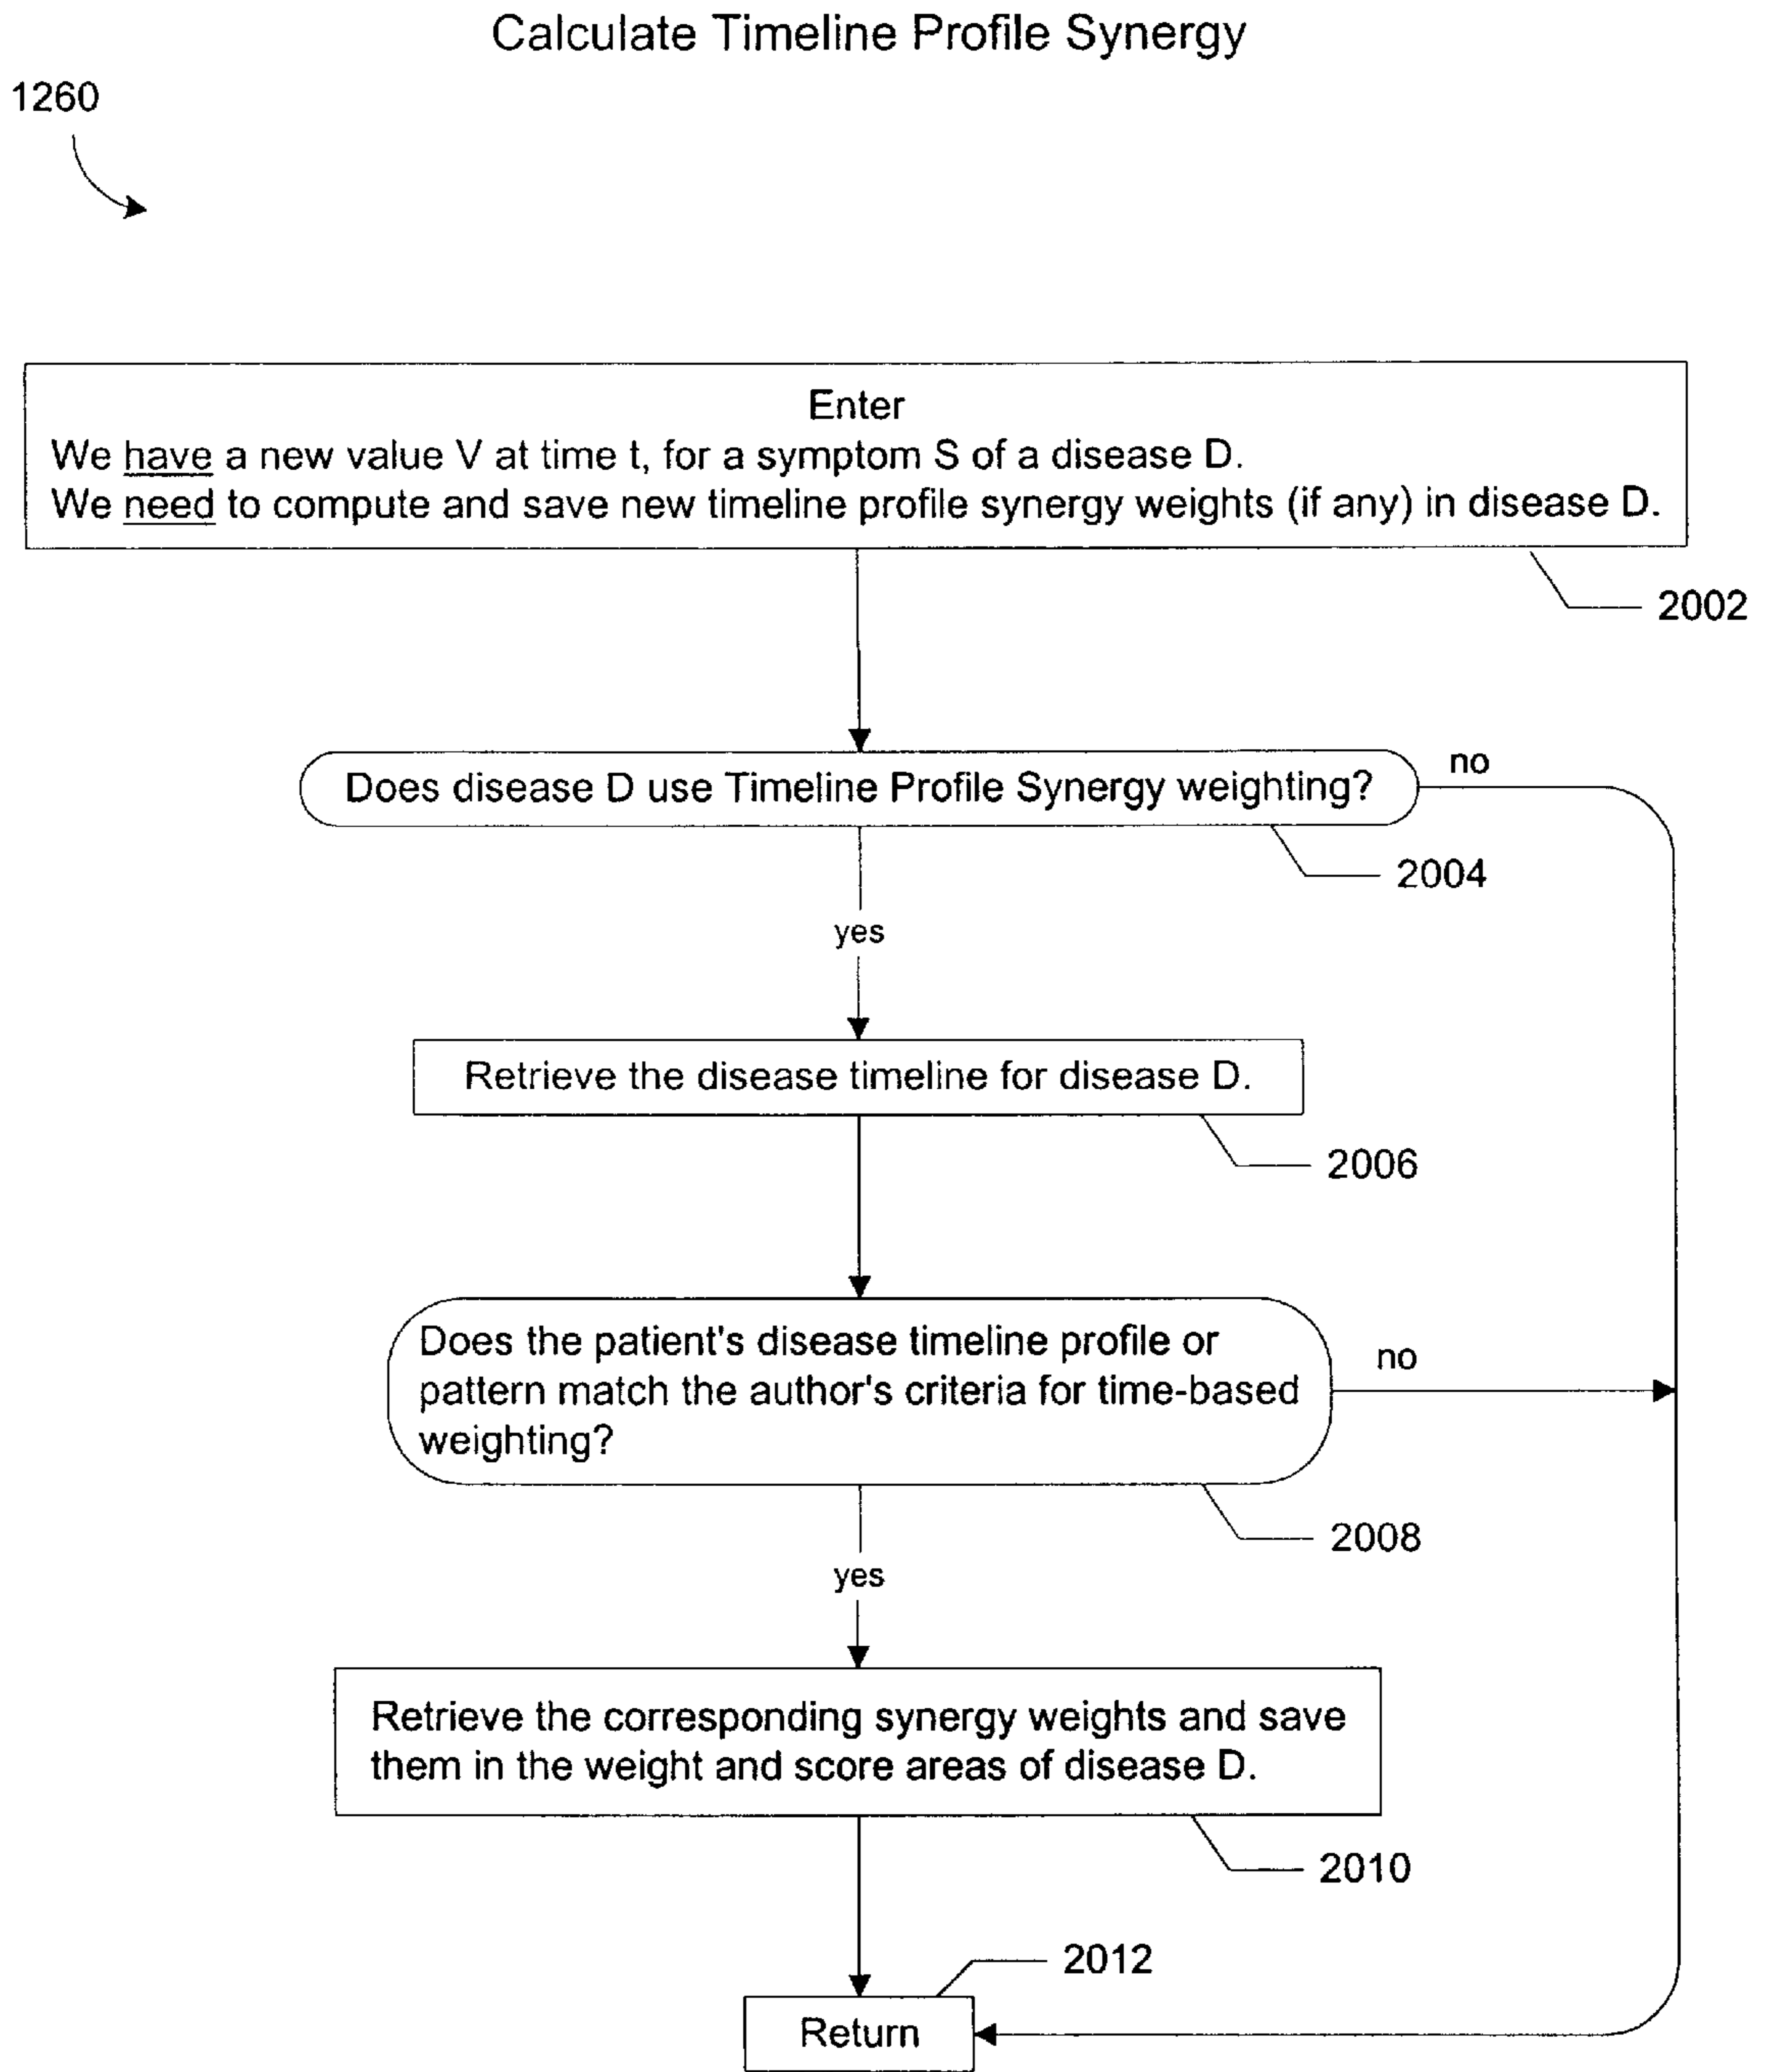 Calculate Timeline Profile Synergy
1260
Enter
We have a new value V at time t, for a symptom S of a disease D.
We need to compute and save new timeline profile synergy weights (if any) in disease D.
2002
Does disease D use Timeline Profile Synergy weighting?
no
2004
yes
Retrieve the disease timeline for disease D.
2006
Does the patient's disease timeline profile or
pattern match the author's criteria for time-based
weighting?
no
2008
yes
Retrieve the corresponding synergy weights and save
them in the weight and score areas of disease D.
2010
2012
Return